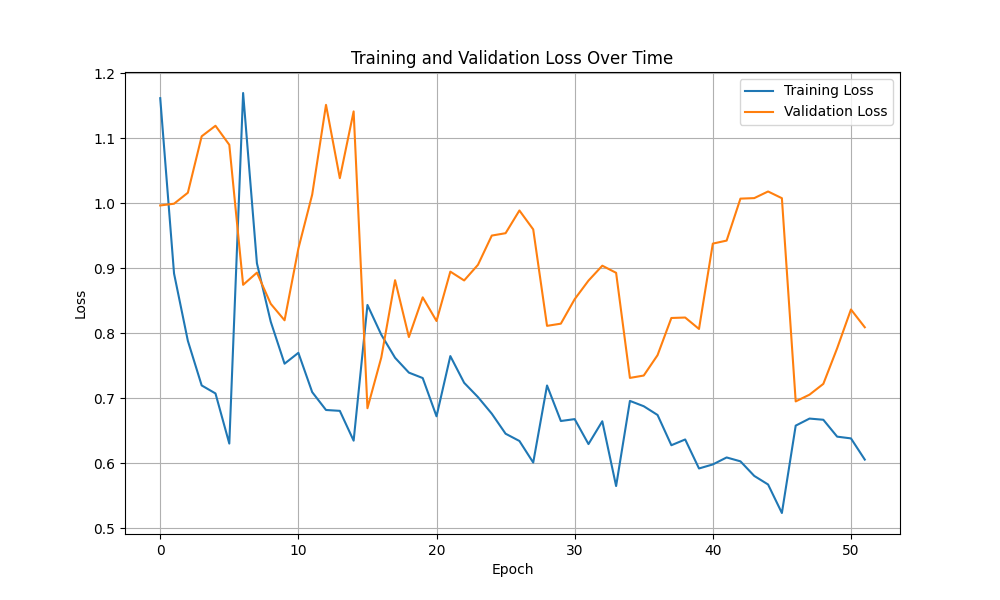 Training and Validation Loss Over Time
1.2
1.1
1.0
0.9
0.8
0.7
0.6
0.5
Loss
Training Loss
Validation Loss
0 10 20 30 40 50
Epoch